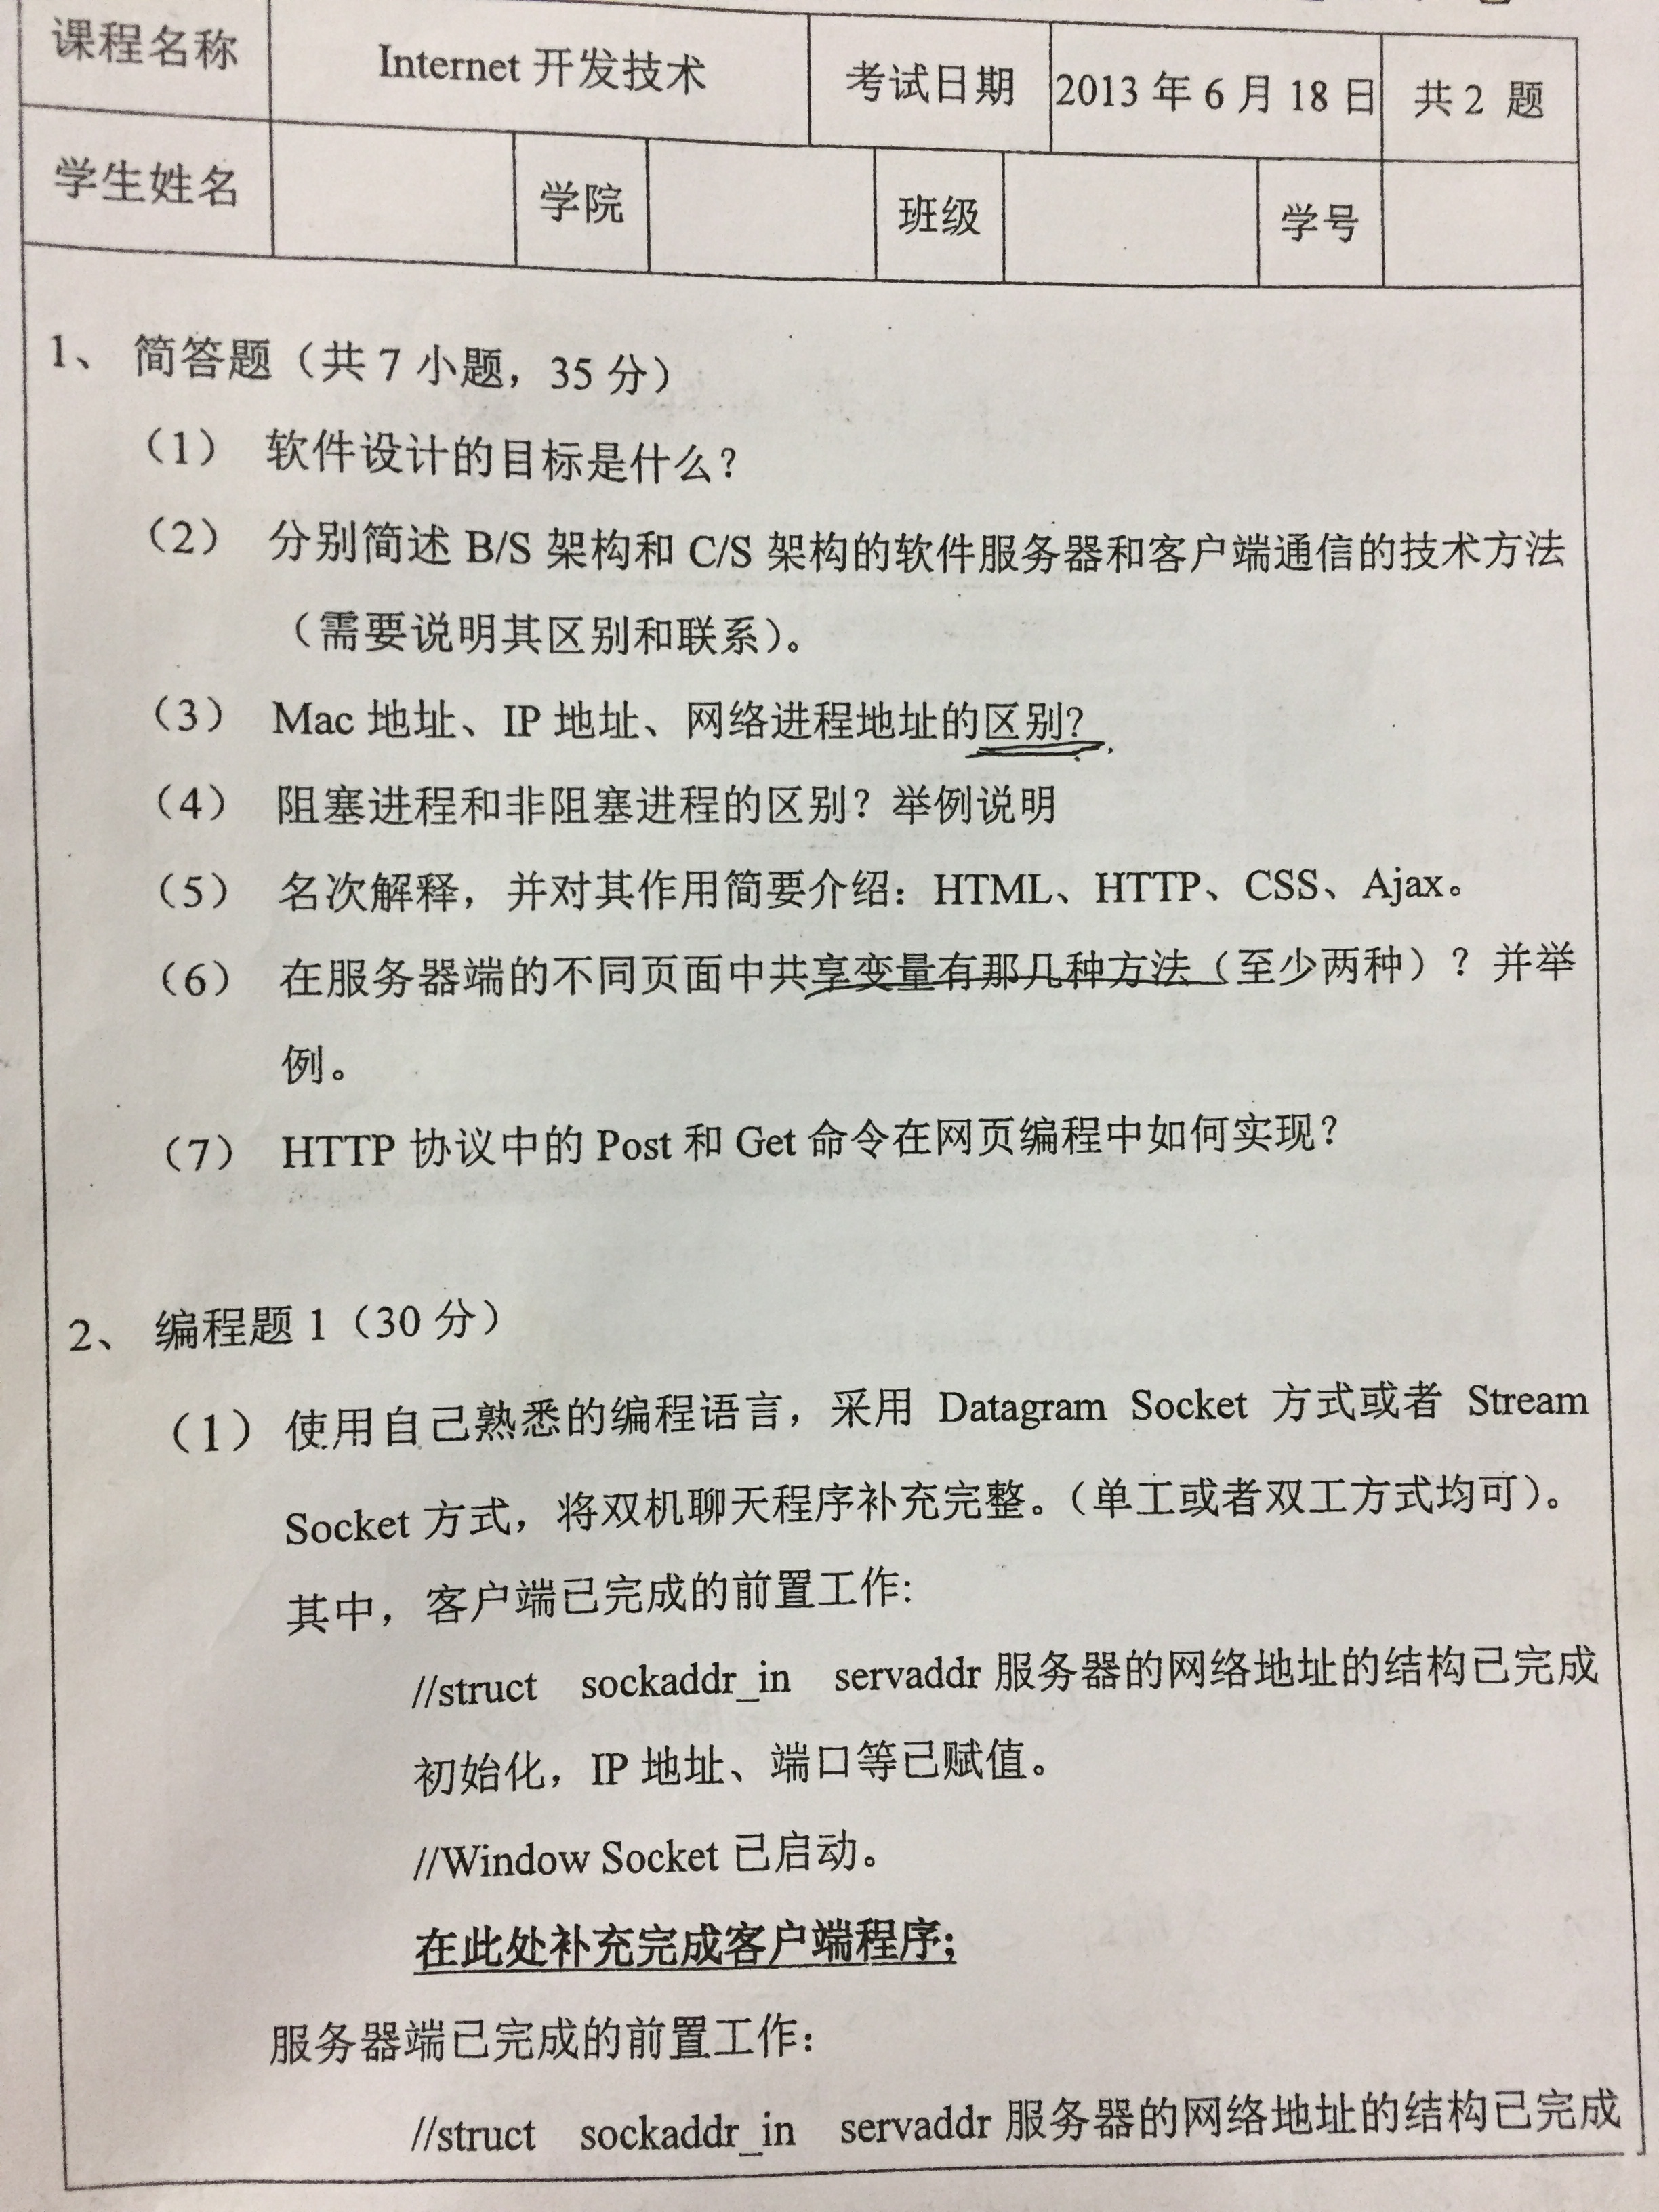 课程名称 Internet 开发技术 考试日期 2013 年 6 月 18 日 共 2 题
学生姓名 学院 班级 学号
1、 简答题（共 7 小题，35 分）
（1） 软件设计的目标是什么？
（2） 分别简述 B/S 架构和 C/S 架构的软件服务器和客户端通信的技术方法
（需要说明其区别和联系）。
（3） Mac 地址、IP 地址、网络进程地址的区别？
（4） 阻塞进程和非阻塞进程的区别？举例说明
（5） 名次解释，并对其作用简要介绍：HTML、HTTP、CSS、Ajax。
（6） 在服务器端的不同页面中共享变量有那几种方法（至少两种）？并举
例。
（7） HTTP 协议中的 Post 和 Get 命令在网页编程中如何实现？
2、 编程题 1（30 分）
（1） 使用自己熟悉的编程语言，采用 Datagram Socket 方式或者 Stream
Socket 方式，将双机聊天程序补充完整。（单工或者双工方式均可）。
其中，客户端已完成的前置工作:
//struct sockaddr_in servaddr 服务器的网络地址的结构已完成
初始化，IP 地址、端口等已赋值。
//Window Socket 已启动。
在此处补充完成客户端程序;
服务器端已完成的前置工作：
//struct sockaddr_in servaddr 服务器的网络地址的结构已完成